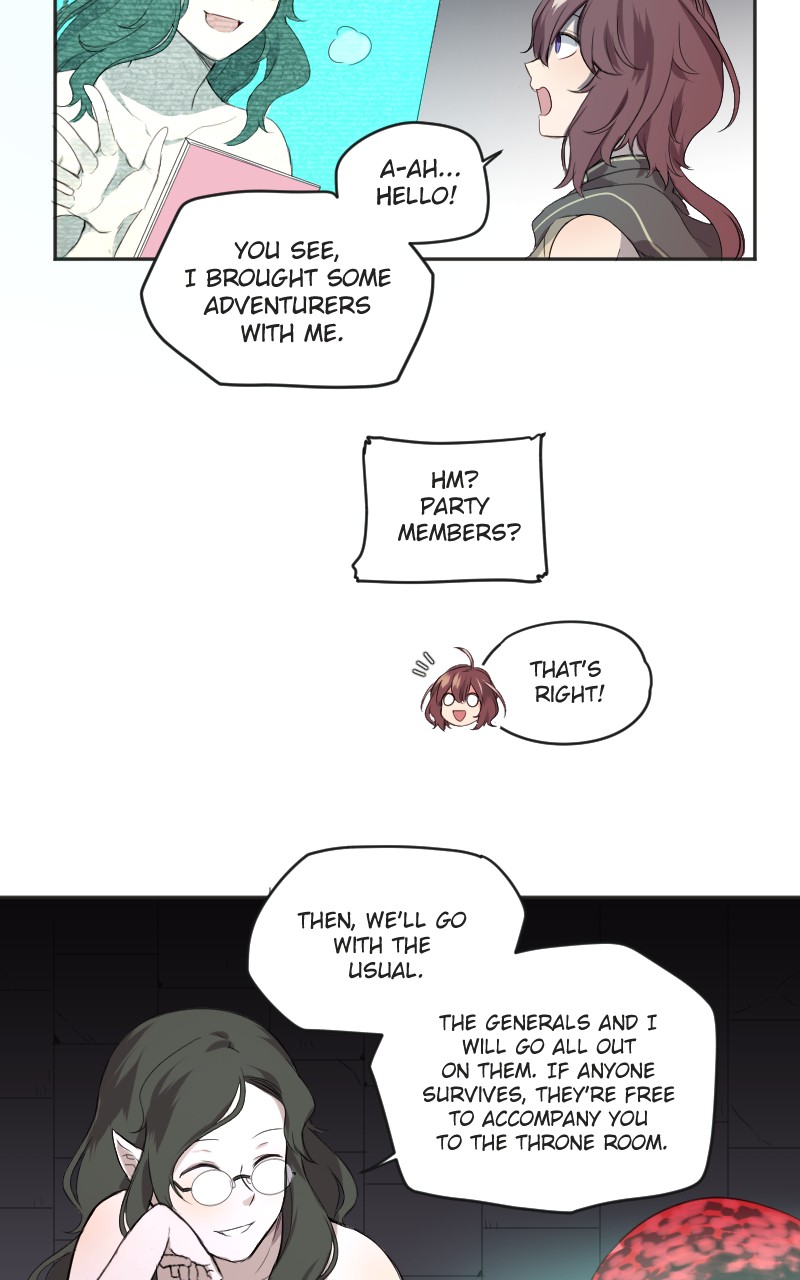 A-AH...
HELLO!
YOU SEE,
I BROUGHT SOME
ADVENTURERS
WITH ME.
HM?
PARTY
MEMBERS?
THAT'S
RIGHT!
THEN, WE'LL GO
WITH THE
USUAL.
THE GENERALS AND I
WILL GO ALL OUT
ON THEM. IF ANYONE
SURVIVES, THEY'RE FREE
TO ACCOMPANY YOU
TO THE THRONE ROOM.